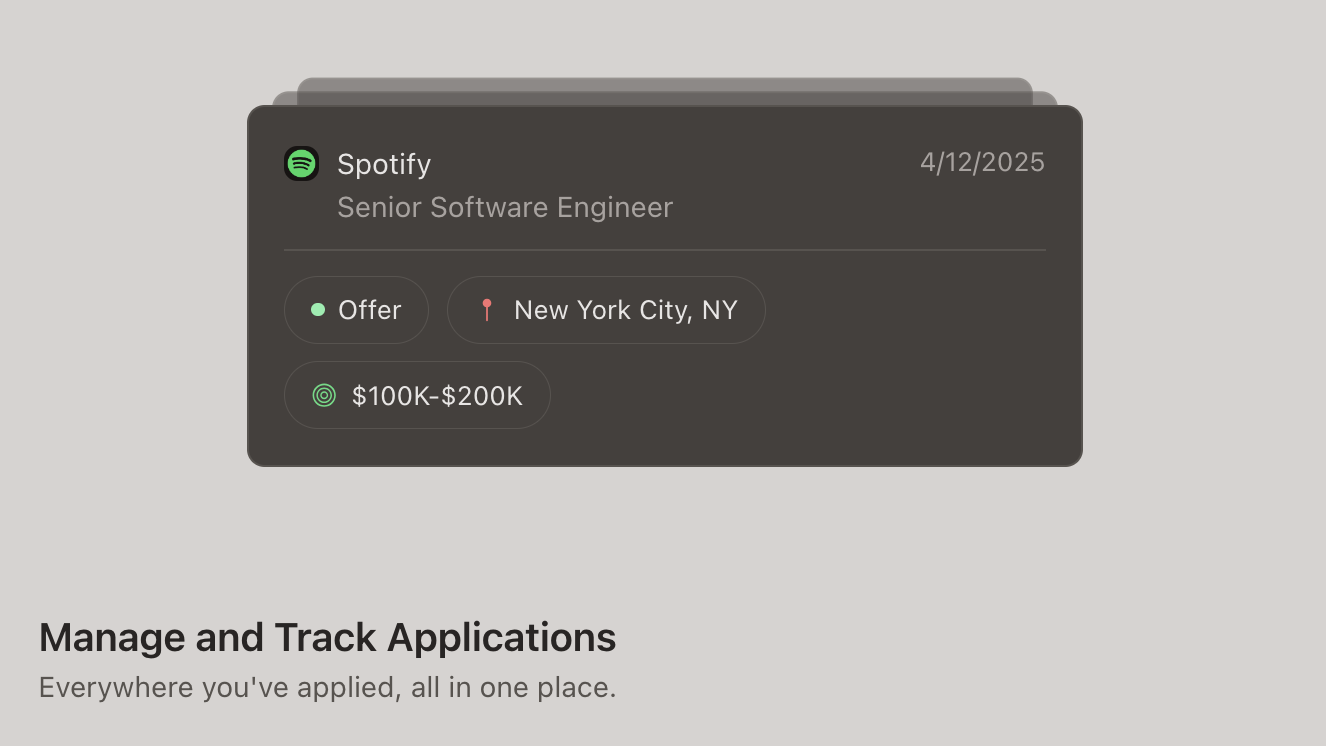 Spotify
4/12/2025
Senior Software Engineer
Offer
New York City, NY
$100K-$200K
Manage and Track Applications
Everywhere you've applied, all in one place.